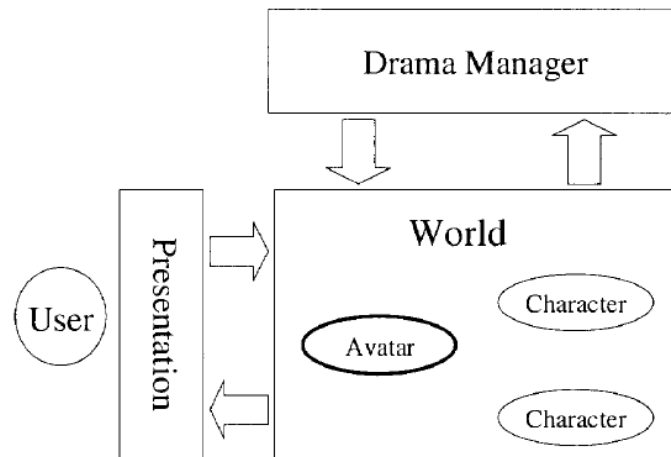 Drama Manager
World
Presentation
User
Character
Avatar
Character